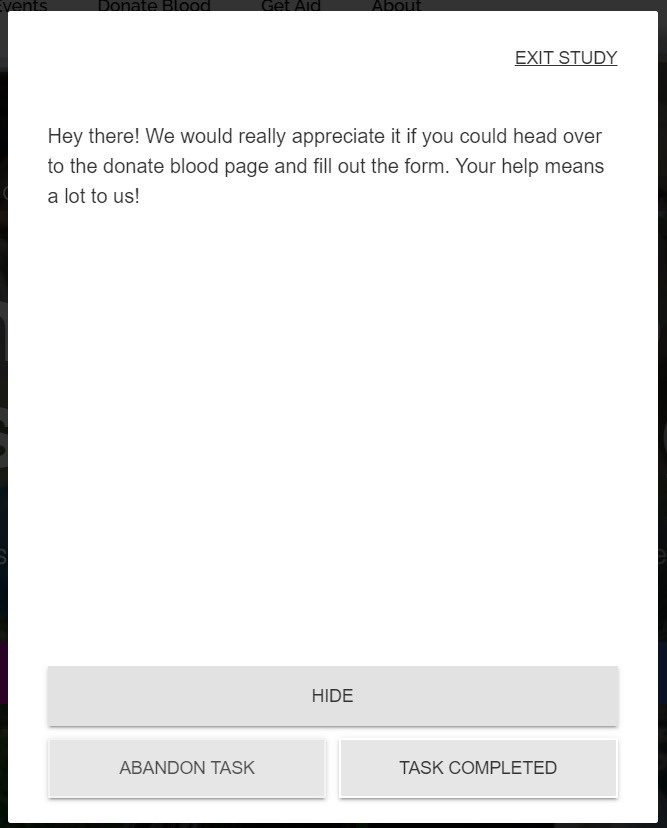 Events Donate Blood Get Aid About
EXIT STUDY
Hey there! We would really appreciate it if you could head over
to the donate blood page and fill out the form. Your help means
a lot to us!
HIDE
ABANDON TASK TASK COMPLETED